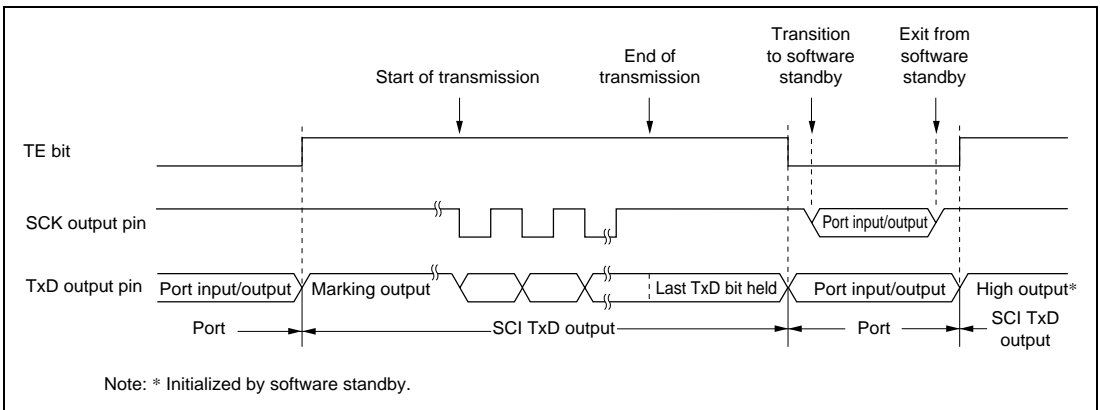 Transition
to software
standby
Exit from
software
standby
End of
transmission
Start of transmission
TE bit
SCK output pin
Port input/output
TxD output pin
Port input/output
Marking output
Last TxD bit held
Port input/output
High output*
Port
SCI TxD output
Port
SCI TxD
output
Note: * Initialized by software standby.